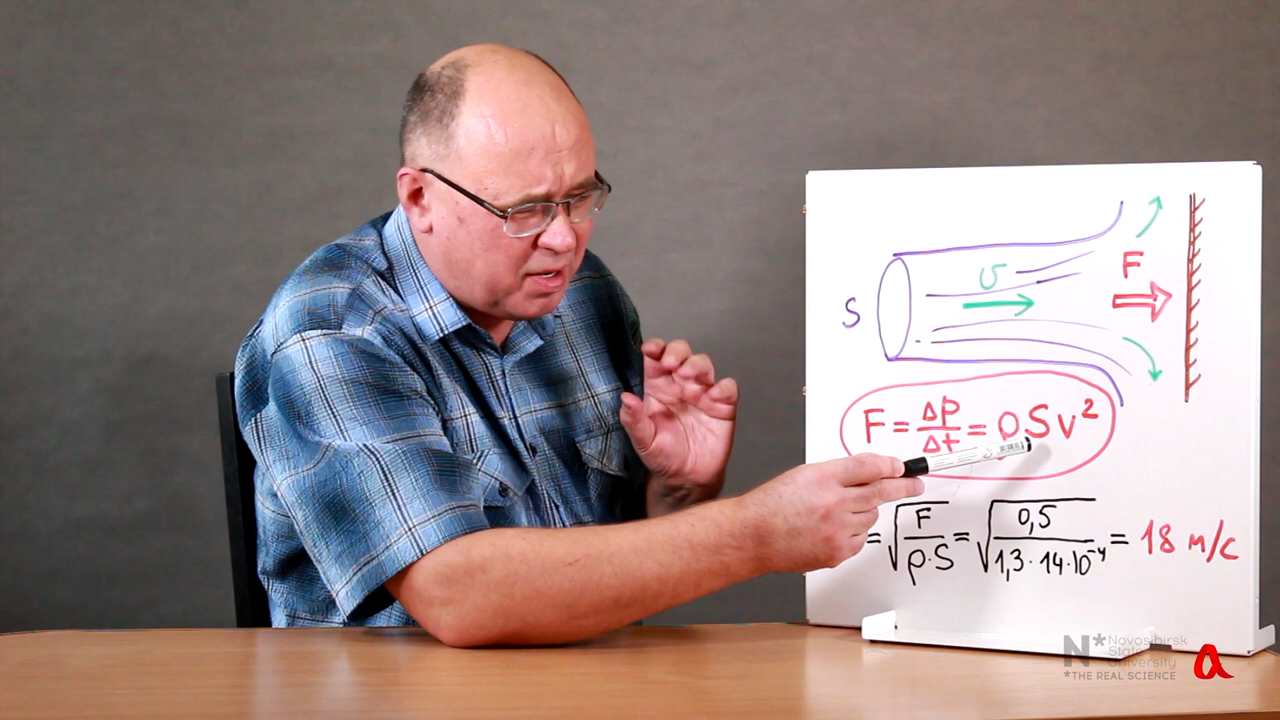 S υ F
F = Δp/Δt = ρSv²
= √(F/ρ·S) = √(0,5/1,3·14·10⁻⁴) = 18 м/с
N* Novosibirsk
State
University
*THE REAL SCIENCE